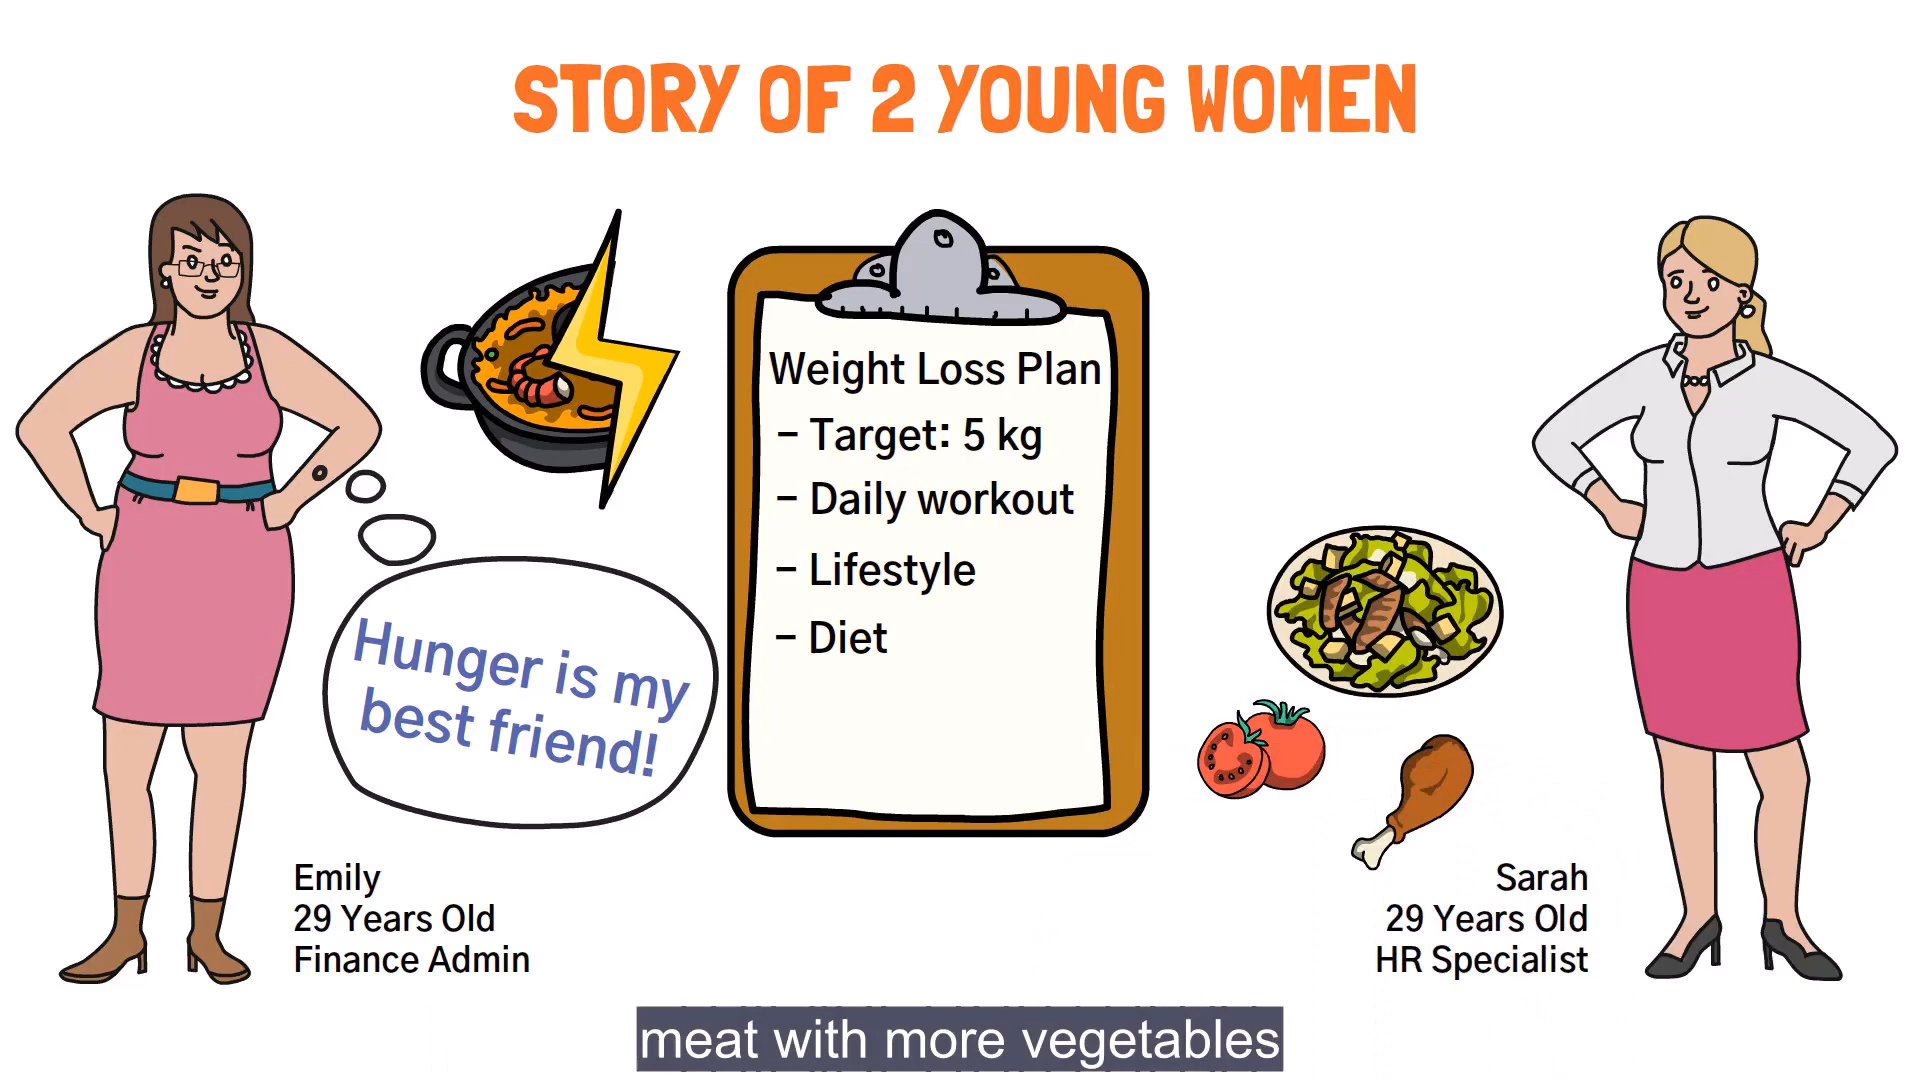 STORY OF 2 YOUNG WOMEN
Weight Loss Plan
- Target: 5 kg
- Daily workout
- Lifestyle
- Diet
Hunger is my
best friend!
Emily
29 Years Old
Finance Admin
Sarah
29 Years Old
HR Specialist
meat with more vegetables